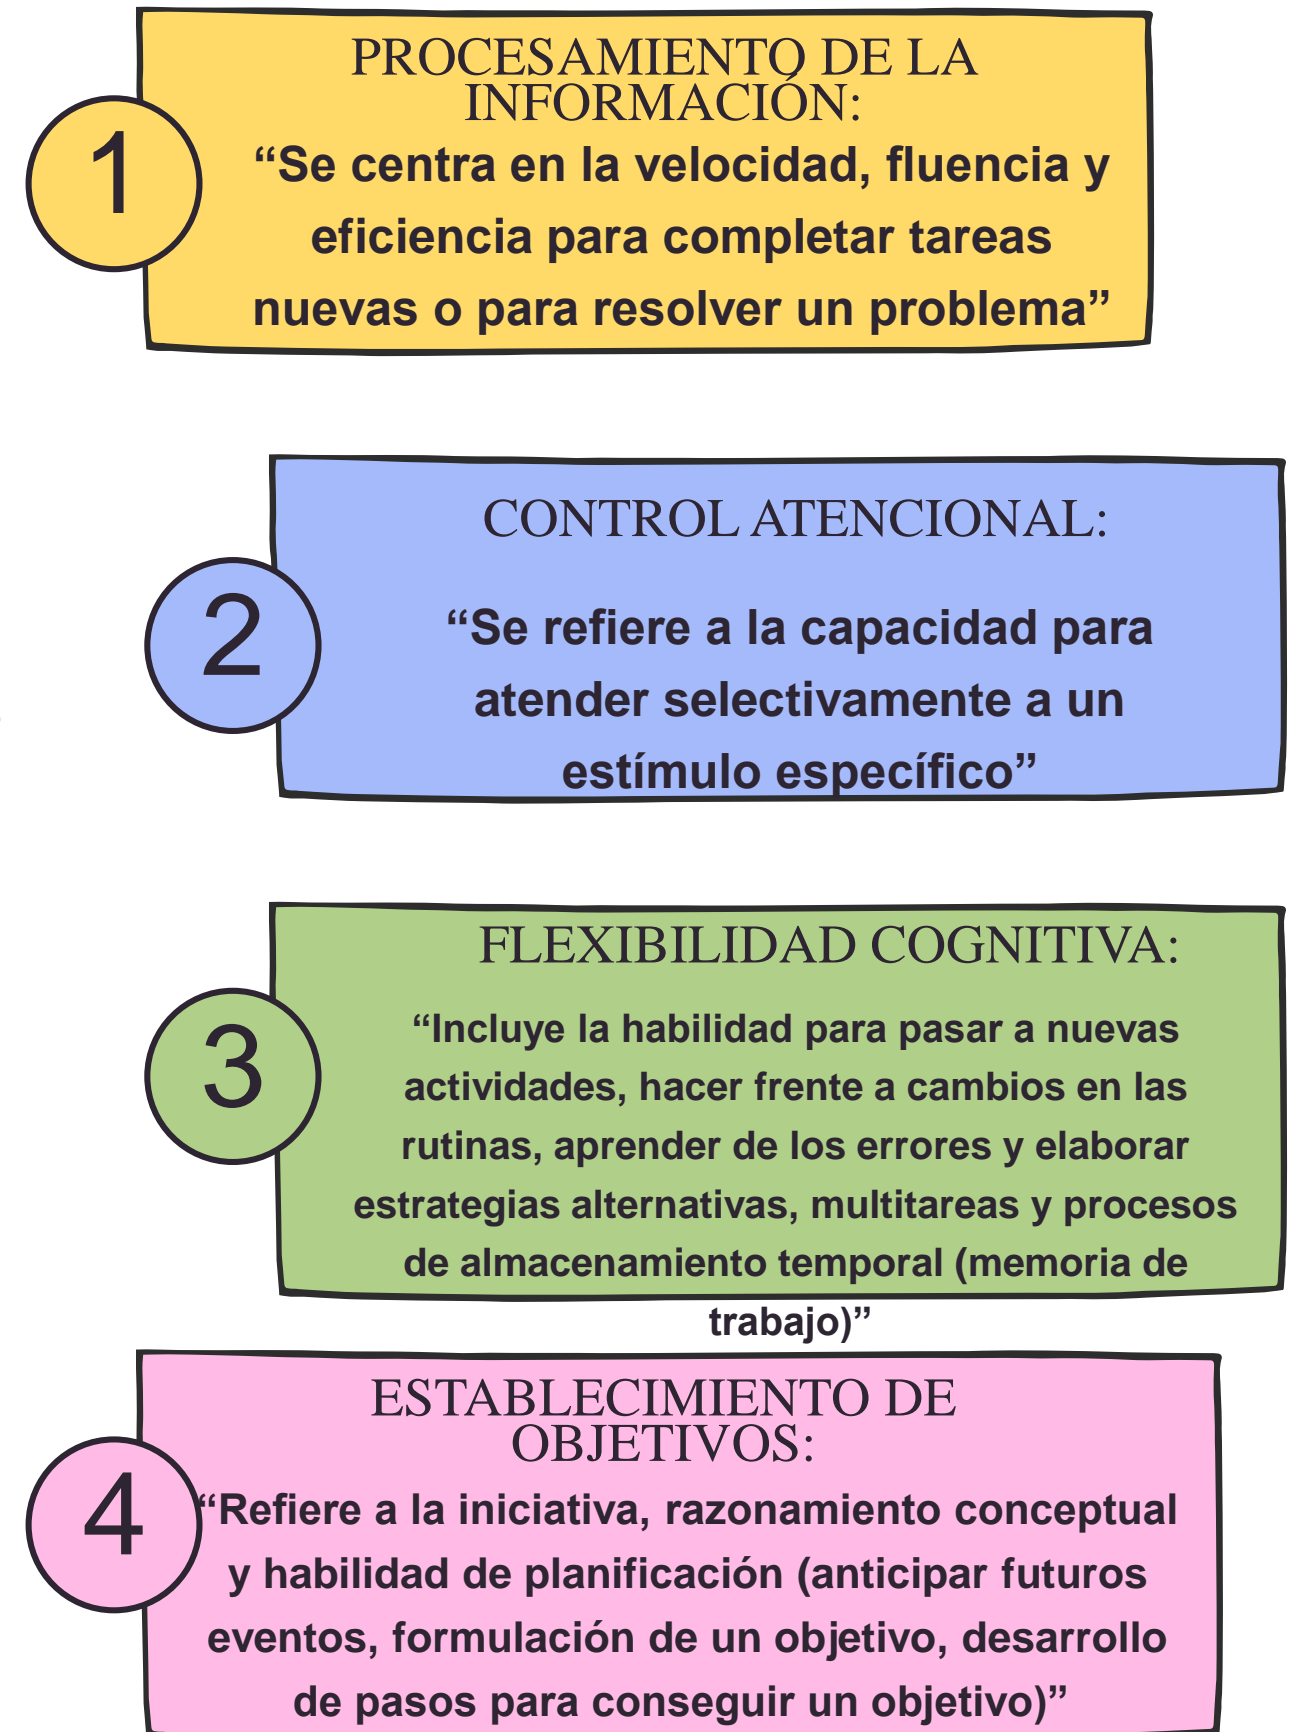 1
PROCESAMIENTO DE LA
INFORMACIÓN:
“Se centra en la velocidad, fluencia y
eficiencia para completar tareas
nuevas o para resolver un problema”
2
CONTROL ATENCIONAL:
“Se refiere a la capacidad para
atender selectivamente a un
estímulo específico”
3
FLEXIBILIDAD COGNITIVA:
“Incluye la habilidad para pasar a nuevas
actividades, hacer frente a cambios en las
rutinas, aprender de los errores y elaborar
estrategias alternativas, multitareas y procesos
de almacenamiento temporal (memoria de
trabajo)”
4
ESTABLECIMIENTO DE
OBJETIVOS:
“Refiere a la iniciativa, razonamiento conceptual
y habilidad de planificación (anticipar futuros
eventos, formulación de un objetivo, desarrollo
de pasos para conseguir un objetivo)”